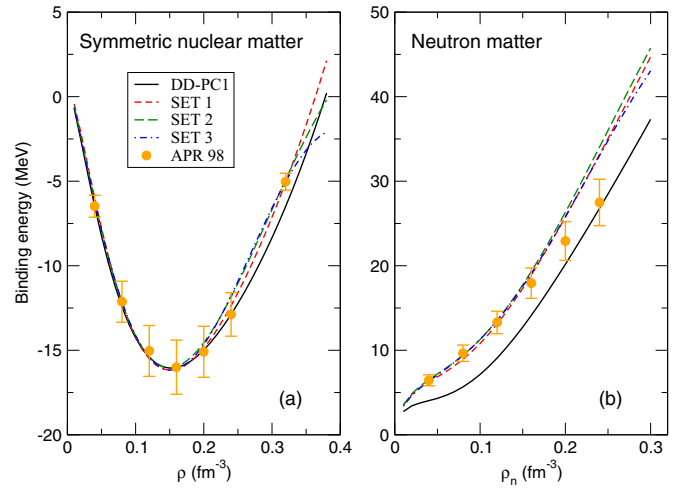 Symmetric nuclear matter
Neutron matter
DD-PC1
SET 1
SET 2
SET 3
APR 98
Binding energy (MeV)
5
0
-5
-10
-15
-20
50
40
30
20
10
0
(a)
(b)
0 0.1 0.2 0.3 0.4
0 0.1 0.2 0.3
ρ (fm⁻³)
ρₙ (fm⁻³)